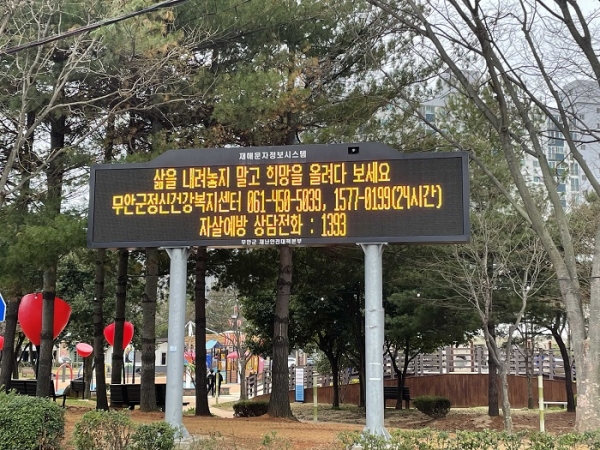 재해문자정보시스템
삶을 내려놓지 말고 희망을 올려다 보세요
무안군정신건강복지센터 061-450-5039, 1577-0199(24시간)
자살예방 상담전화 : 1393
무안군 재난안전대책본부